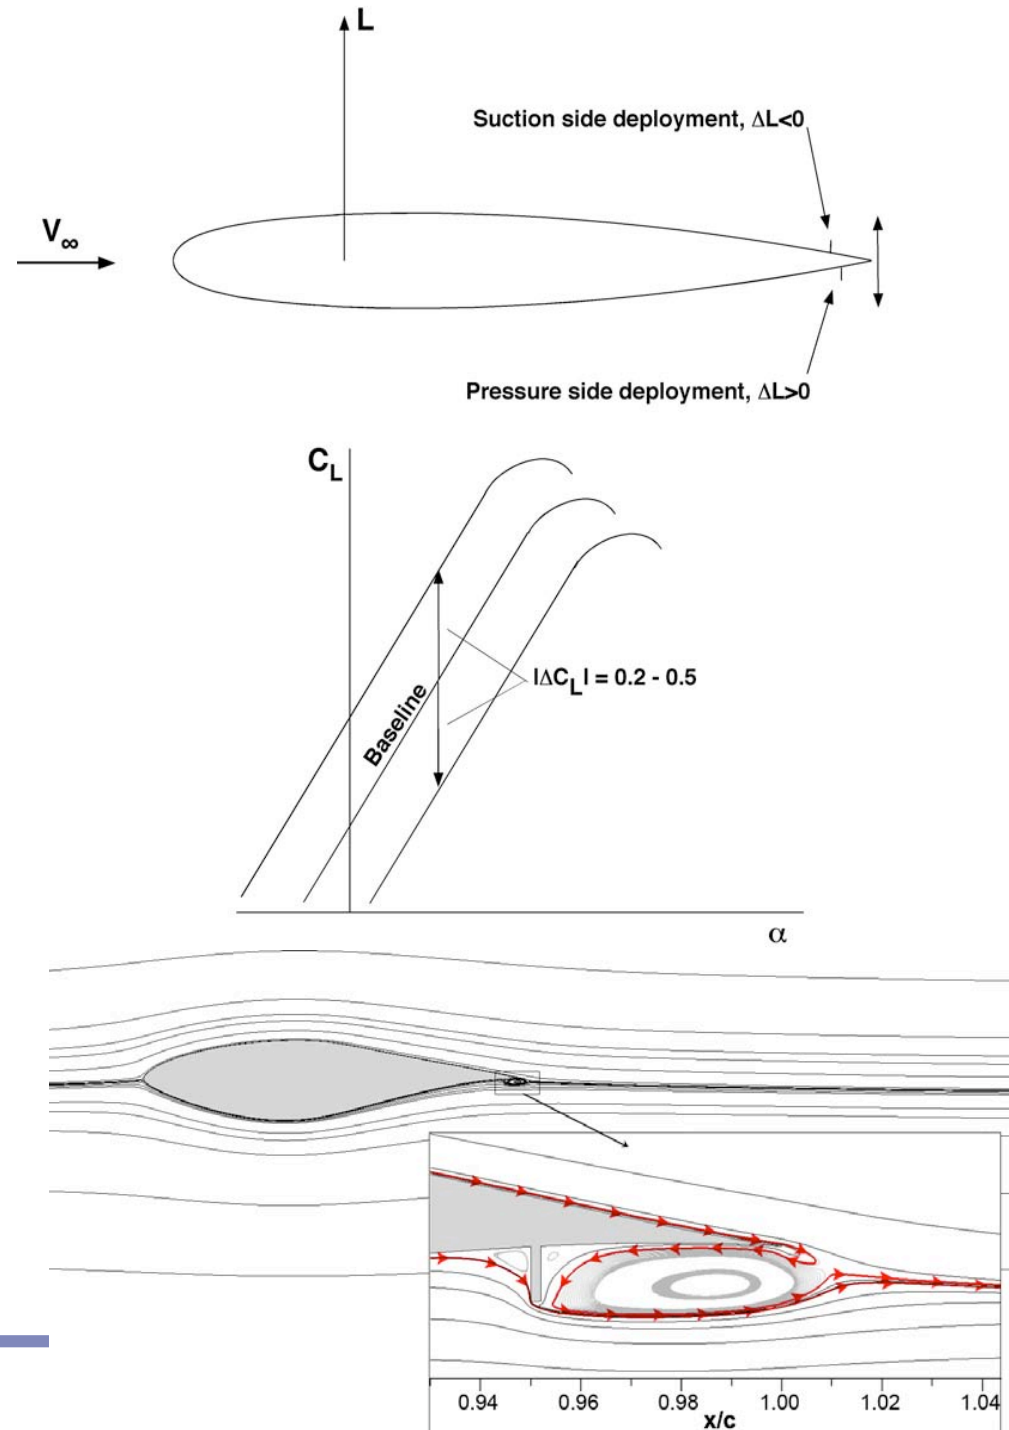 L
Suction side deployment, ΔL<0
V∞
Pressure side deployment, ΔL>0
CL
|ΔCL| = 0.2 - 0.5
Baseline
α
0.94 0.96 0.98 1.00 1.02 1.04
x/c